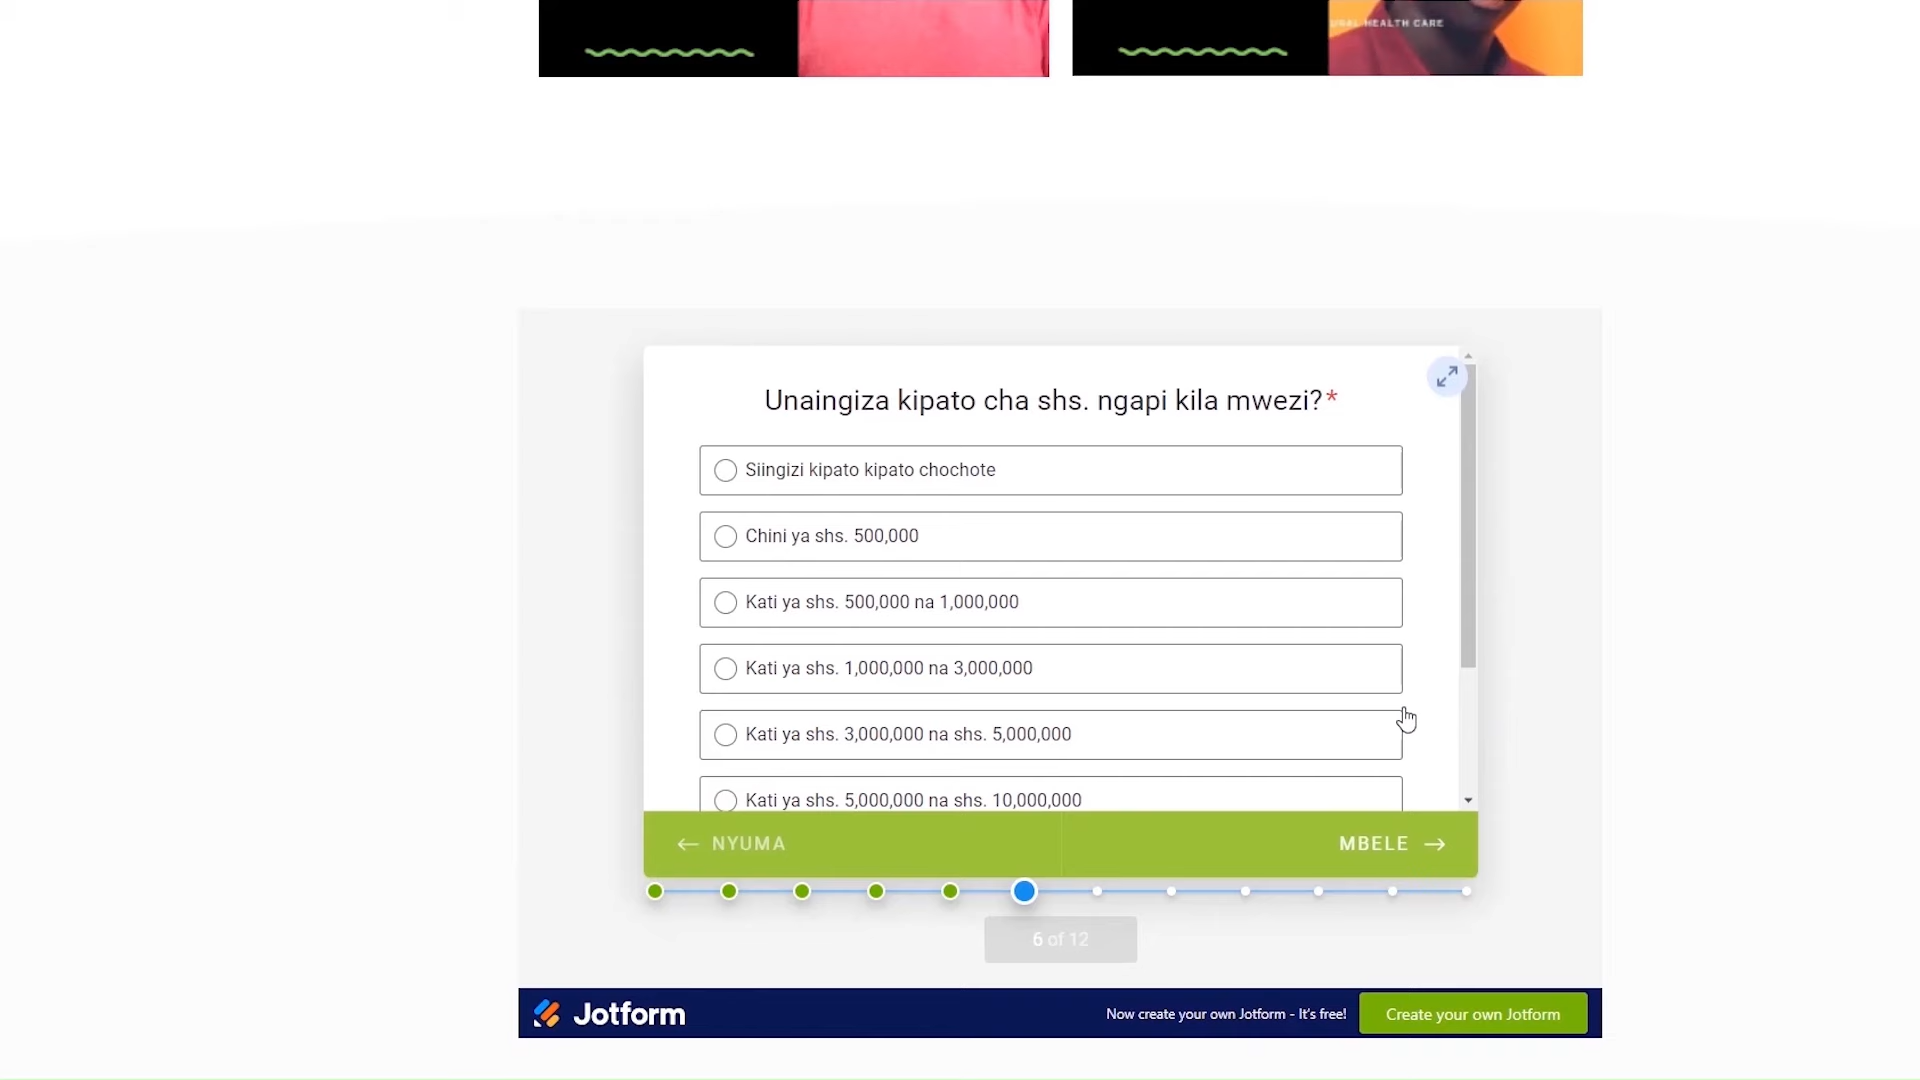 HEALTH CARE
Unaingiza kipato cha shs. ngapi kila mwezi?*
Siingizi kipato kipato chochote
Chini ya shs. 500,000
Kati ya shs. 500,000 na 1,000,000
Kati ya shs. 1,000,000 na 3,000,000
Kati ya shs. 3,000,000 na shs. 5,000,000
Kati ya shs. 5,000,000 na shs. 10,000,000
← NYUMA
MBELE →
6 of 12
Jotform
Now create your own Jotform - It's free!
Create your own Jotform